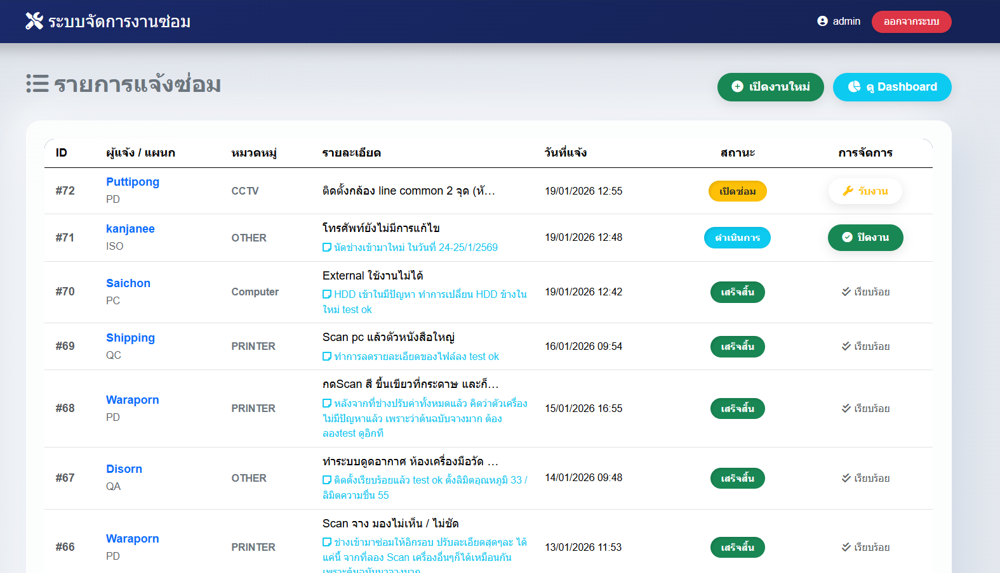 ระบบจัดการงานซ่อม
admin
ออกจากระบบ
รายการแจ้งซ่อม
เปิดงานใหม่
ดู Dashboard
ID ผู้แจ้ง / แผนก หมวดหมู่ รายละเอียด วันที่แจ้ง สถานะ การจัดการ
#72 Puttipong CCTV ติดตั้งกล้อง line common 2 จุด (หั... 19/01/2026 12:55 เปิดซ่อม รับงาน
PD
#71 kanjanee OTHER โทรศัพท์ยังไม่มีการแก้ไข 19/01/2026 12:48 ดำเนินการ ปิดงาน
ISO นัดช่างเข้ามาใหม่ ในวันที่ 24-25/1/2569
#70 Saichon Computer External ใช้งานไม่ได้ 19/01/2026 12:42 เสร็จสิ้น เรียบร้อย
PC HDD เข้าในมีปัญหา ทำการเปลี่ยน HDD ข้างใน
ใหม่ test ok
#69 Shipping PRINTER Scan pc แล้วตัวหนังสือใหญ่ 16/01/2026 09:54 เสร็จสิ้น เรียบร้อย
QC ทำการลดรายละเอียดของไฟล์ลง test ok
#68 Waraporn PRINTER กดScan สี ขึ้นเขียวที่กระดาษ และก็... 15/01/2026 16:55 เสร็จสิ้น เรียบร้อย
PD หลังจากที่ช่างปรับค่าทั้งหมดแล้ว คิดว่าตัวเครื่อง
ไม่มีปัญหาแล้ว เพราะว่าต้นฉบับจางมาก ต้อง
ลองtest ดูอีกที
#67 Disorn OTHER ทำระบบดูดอากาศ ห้องเครื่องมือวัด ... 14/01/2026 09:48 เสร็จสิ้น เรียบร้อย
QA ติดตั้งเรียบร้อยแล้ว test ok ตั้งลิมิตอุณหภูมิ 33 /
ลิมิตความชื่น 55
#66 Waraporn PRINTER Scan จาง มองไม่เห็น / ไม่ชัด 13/01/2026 11:53 เสร็จสิ้น เรียบร้อย
PD ช่างเข้ามาซ่อมให้อีกรอบ ปรับละเอียดสุดๆละ ได้
แค่นี้ จากที่ลอง Scan เครื่องอื่นๆก็ได้เหมือนกัน